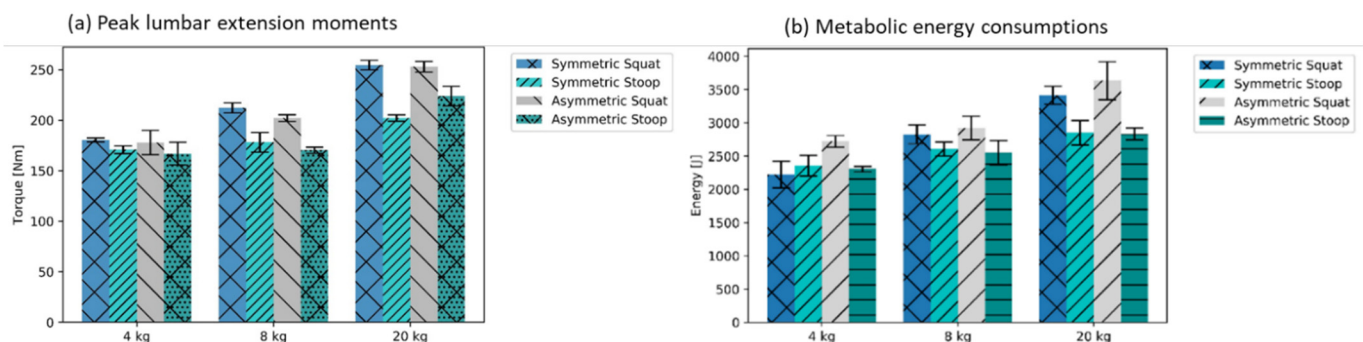 (a) Peak lumbar extension moments
Torque [Nm]
250
200
150
100
50
0
4 kg
8 kg
20 kg
Symmetric Squat
Symmetric Stoop
Asymmetric Squat
Asymmetric Stoop
(b) Metabolic energy consumptions
Energy [J]
4000
3500
3000
2500
2000
1500
1000
500
0
4 kg
8 kg
20 kg
Symmetric Squat
Symmetric Stoop
Asymmetric Squat
Asymmetric Stoop